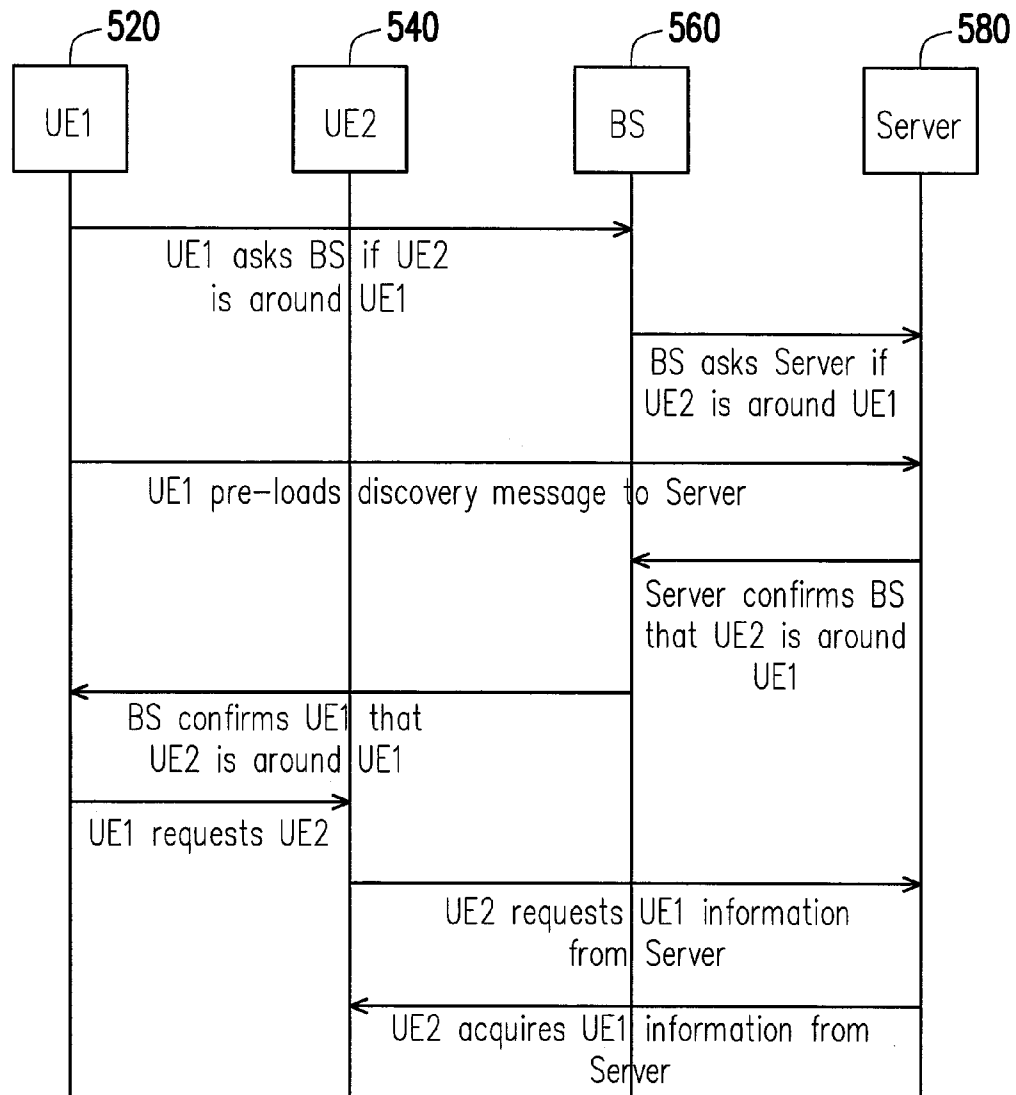 520
540
560
580
UE1
UE2
BS
Server
UE1 asks BS if UE2
is around UE1
BS asks Server if
UE2 is around UE1
UE1 pre-loads discovery message to Server
Server confirms BS
that UE2 is around
UE1
BS confirms UE1 that
UE2 is around UE1
UE1 requests UE2
UE2 requests UE1 information
from Server
UE2 acquires UE1 information from
Server